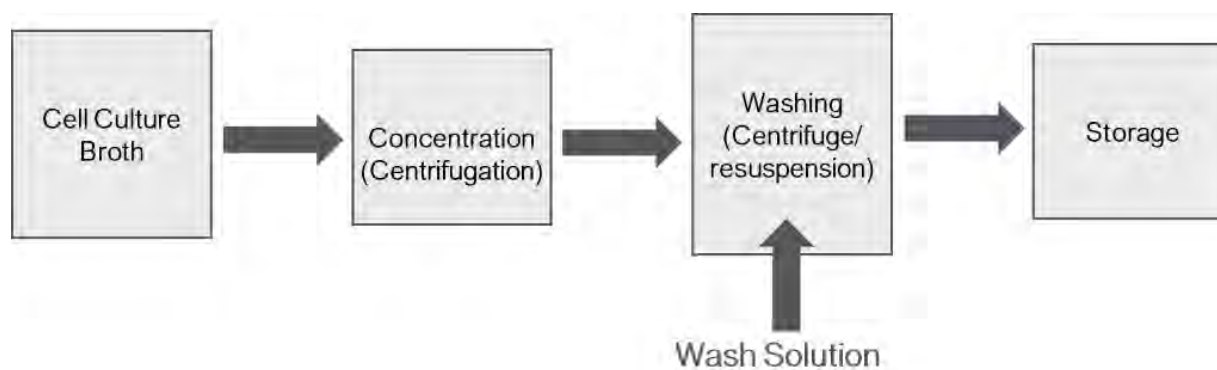 Cell Culture
Broth
Concentration
(Centrifugation)
Washing
(Centrifuge/
resuspension)
Storage
Wash Solution